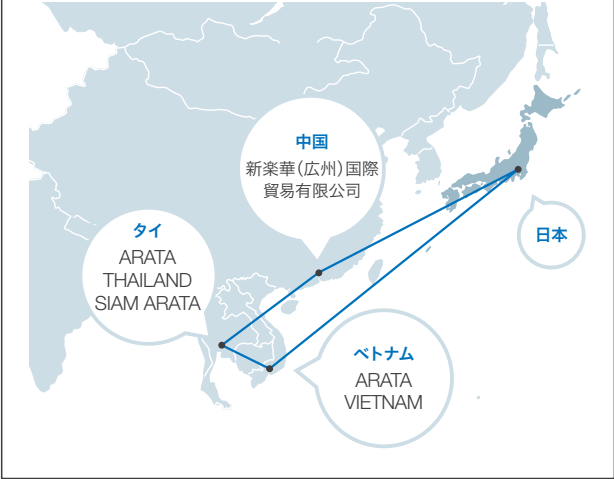 中国
新楽華（広州）国際
貿易有限公司
タイ
ARATA
THAILAND
SIAM ARATA
日本
ベトナム
ARATA
VIETNAM